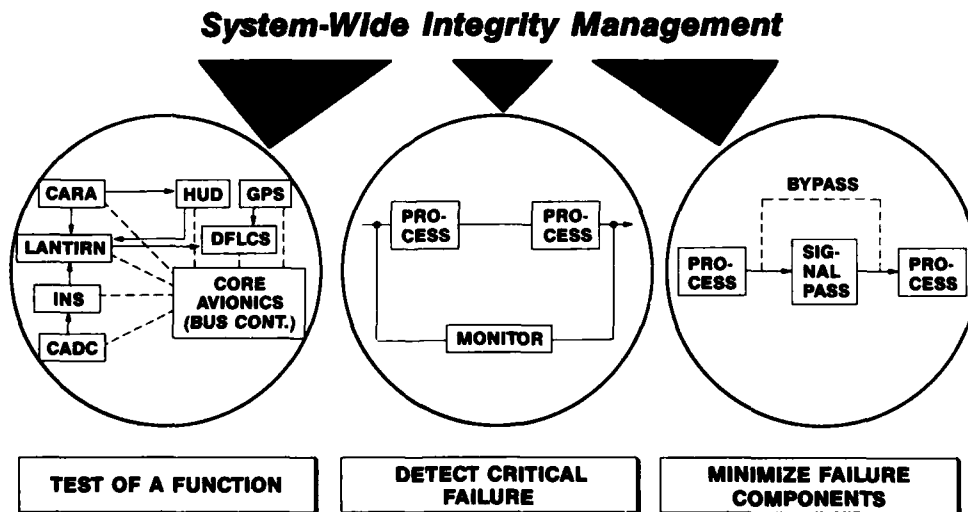 System-Wide Integrity Management
CARA
HUD
GPS
LANTIRN
DFLCS
INS
CORE
AVIONICS
(BUS CONT.)
CADC
PRO-
CESS
PRO-
CESS
MONITOR
BYPASS
PRO-
CESS
SIG-
NAL
PASS
PRO-
CESS
TEST OF A FUNCTION
DETECT CRITICAL
FAILURE
MINIMIZE FAILURE
COMPONENTS